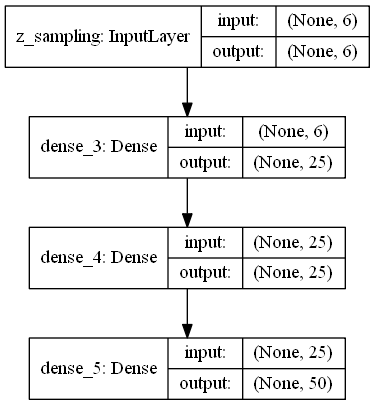 z_sampling: InputLayer
input:
(None, 6)
output:
(None, 6)
dense_3: Dense
input:
(None, 6)
output:
(None, 25)
dense_4: Dense
input:
(None, 25)
output:
(None, 25)
dense_5: Dense
input:
(None, 25)
output:
(None, 50)